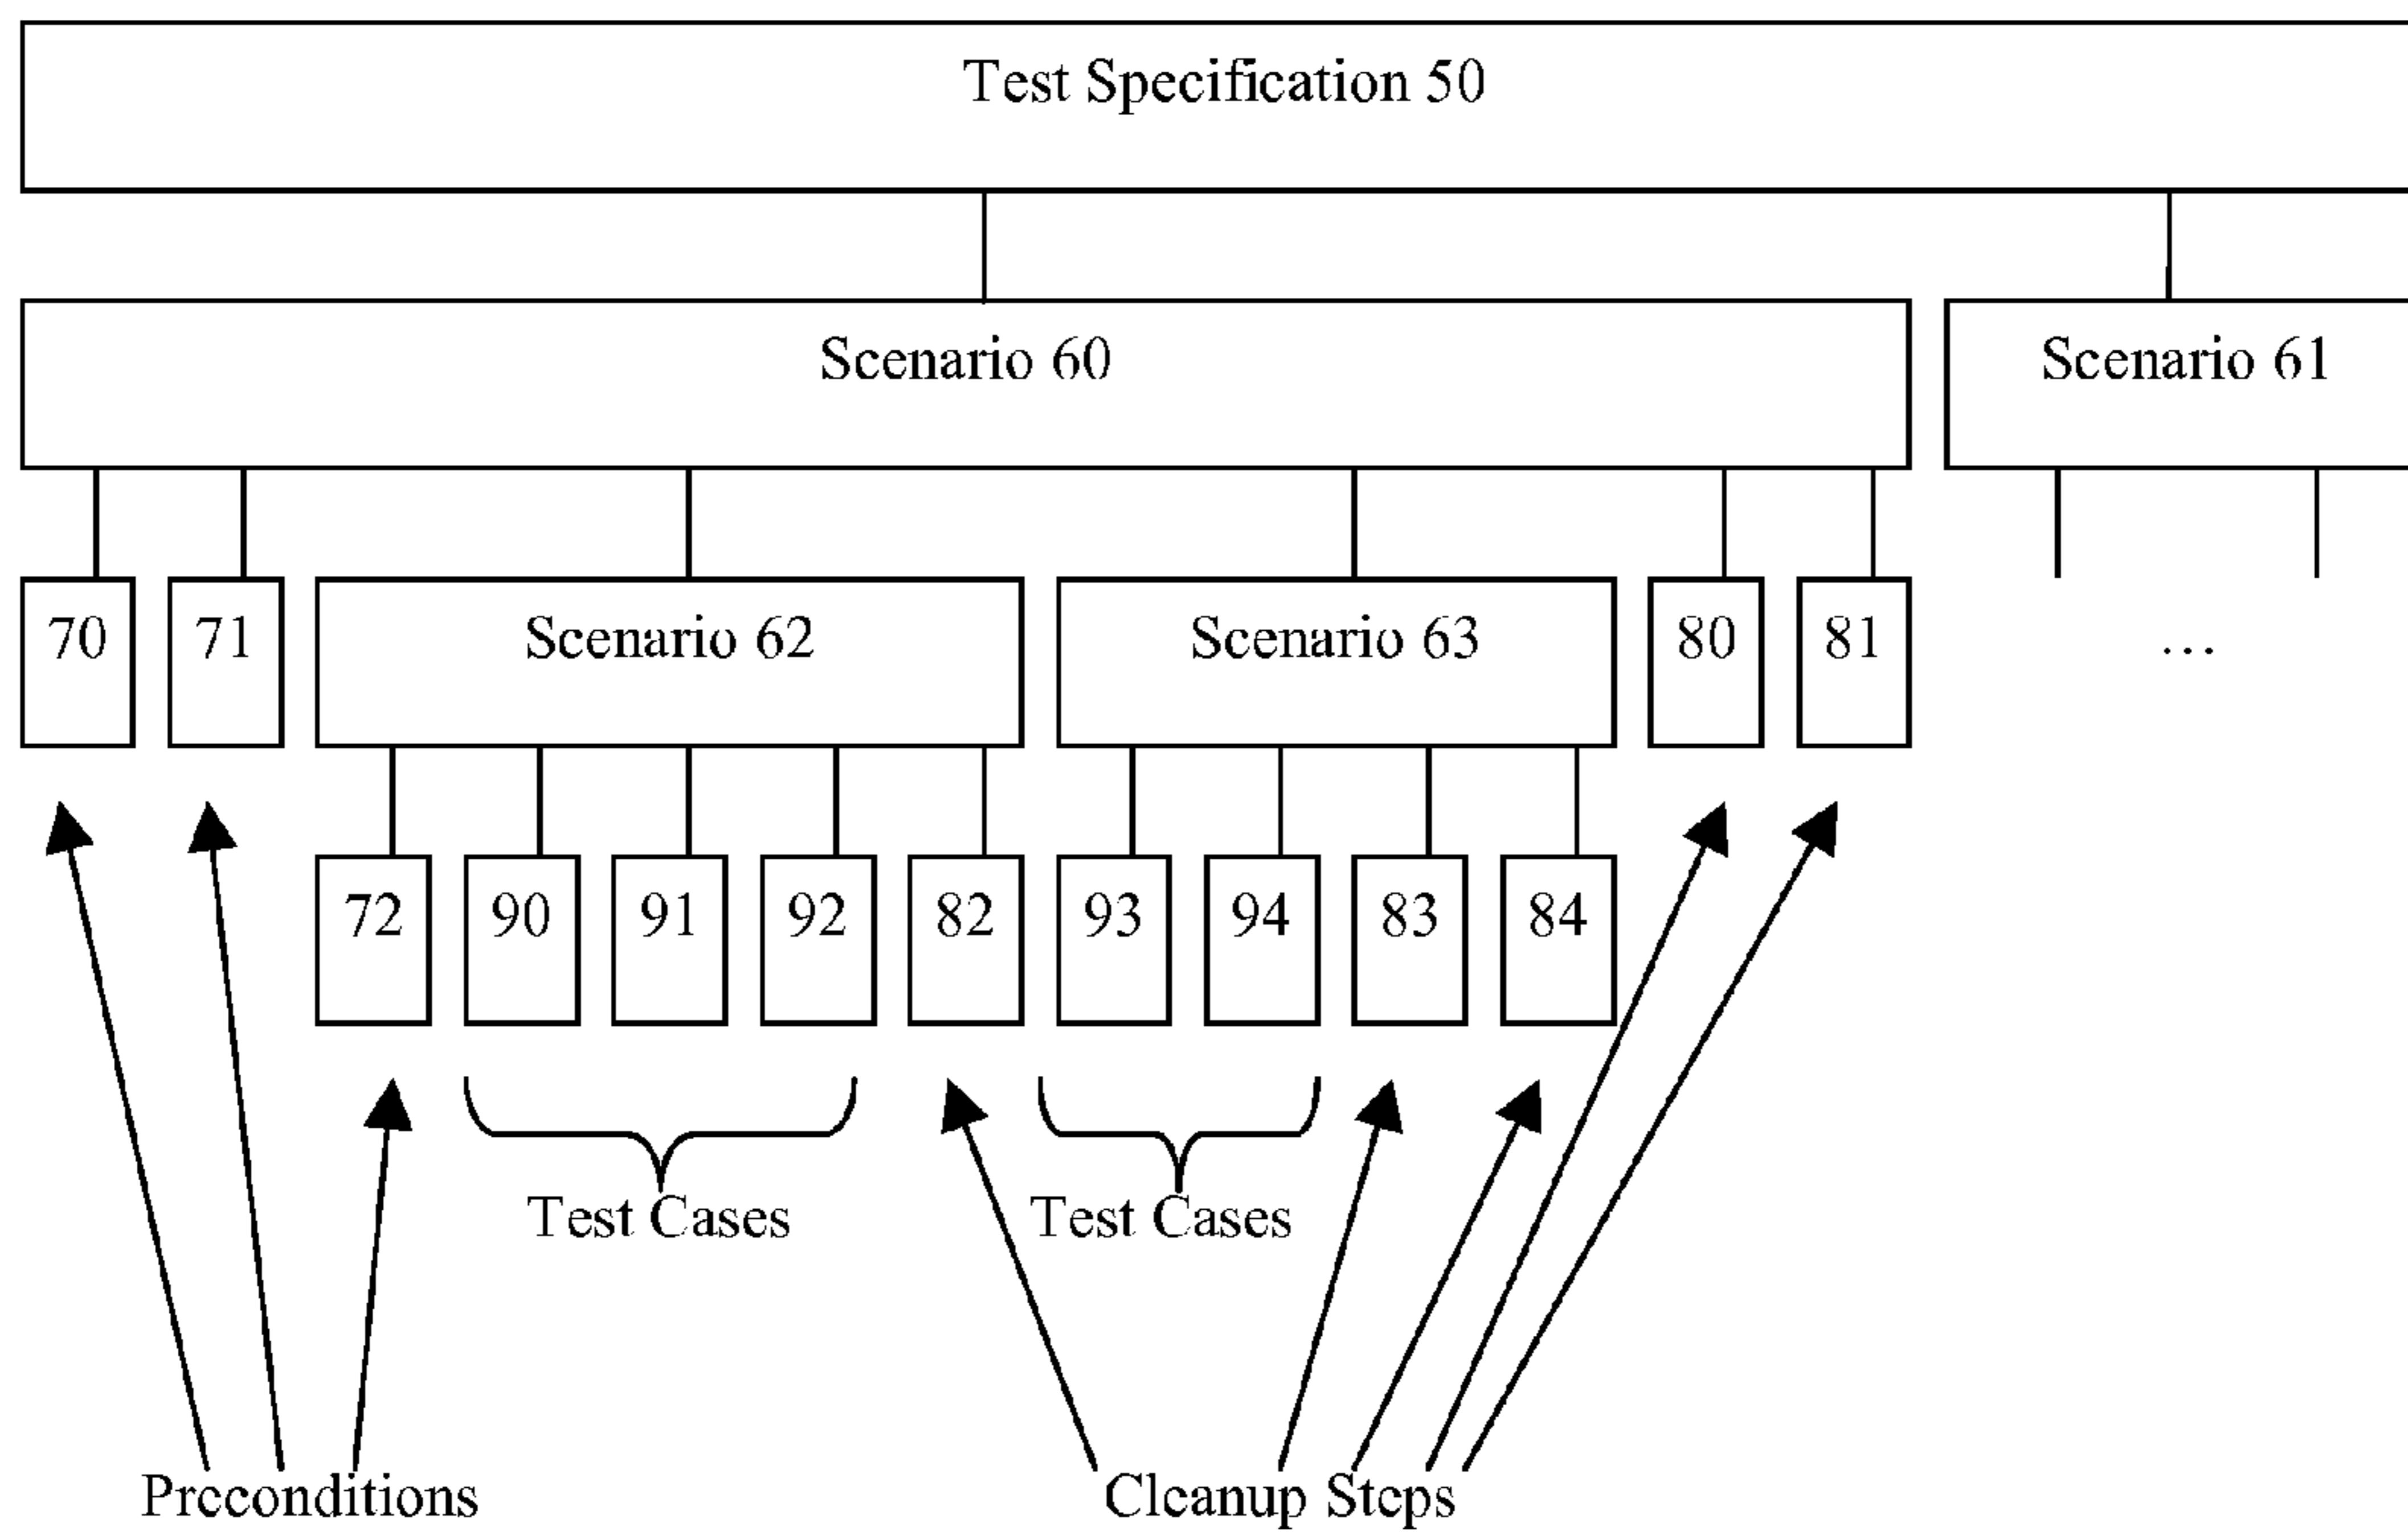 Test Specification 50
Scenario 60
Scenario 61
70
71
Scenario 62
Scenario 63
80
81
...
72
90
91
92
82
93
94
83
84
Test Cases
Test Cases
Preconditions
Cleanup Steps